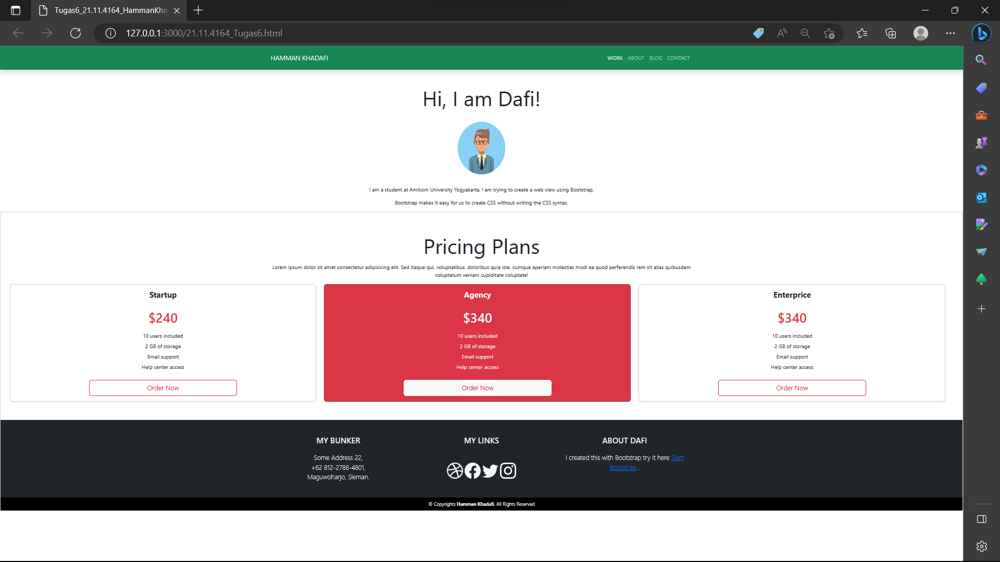 Tugas6_21.11.4164_HammanKha
127.0.0.1:3000/21.11.4164_Tugas6.html
HAMMAN KHADAFI
WORK ABOUT BLOG CONTACT
Hi, I am Dafi!
I am a student at Amikom University Yogyakarta, I am trying to create a web view using Bootstrap.
Bootstrap makes it easy for us to create CSS without writing the CSS syntax.
Pricing Plans
Lorem ipsum dolor sit amet consectetur adipisicing elit. Sed itaque qui, voluptatibus, doloribus quia iste, cumque aperiam molestias modi ea quod perferendis rem sit alias quibusdam
voluptatum veniam cupiditate voluptate!
Startup
$240
10 users included
2 GB of storage
Email support
Help center access
Order Now
Agency
$340
10 users included
2 GB of storage
Email support
Help center access
Order Now
Enterprice
$340
10 users included
2 GB of storage
Email support
Help center access
Order Now
MY BUNKER
Some Address 22,
+62 812-2786-4801,
Maguwoharjo, Sleman.
MY LINKS
ABOUT DAFI
I created this with Bootstrap try it here Start
Bootstrap .
© Copyrights Hamman Khadafi. All Rights Reserved